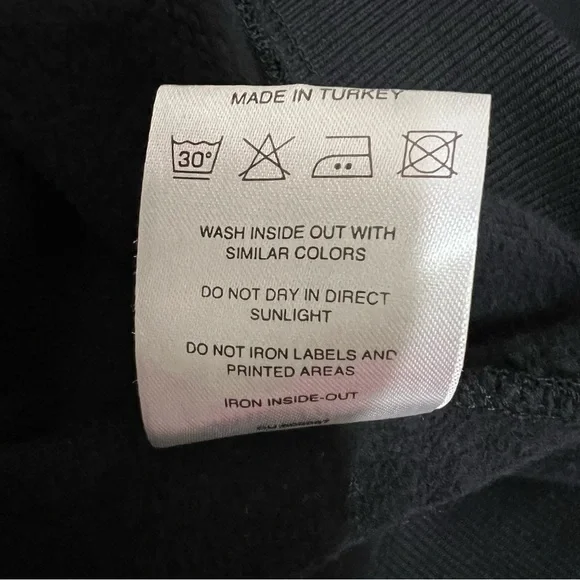 MADE IN TURKEY
30°
WASH INSIDE OUT WITH
SIMILAR COLORS
DO NOT DRY IN DIRECT
SUNLIGHT
DO NOT IRON LABELS AND
PRINTED AREAS
IRON INSIDE-OUT